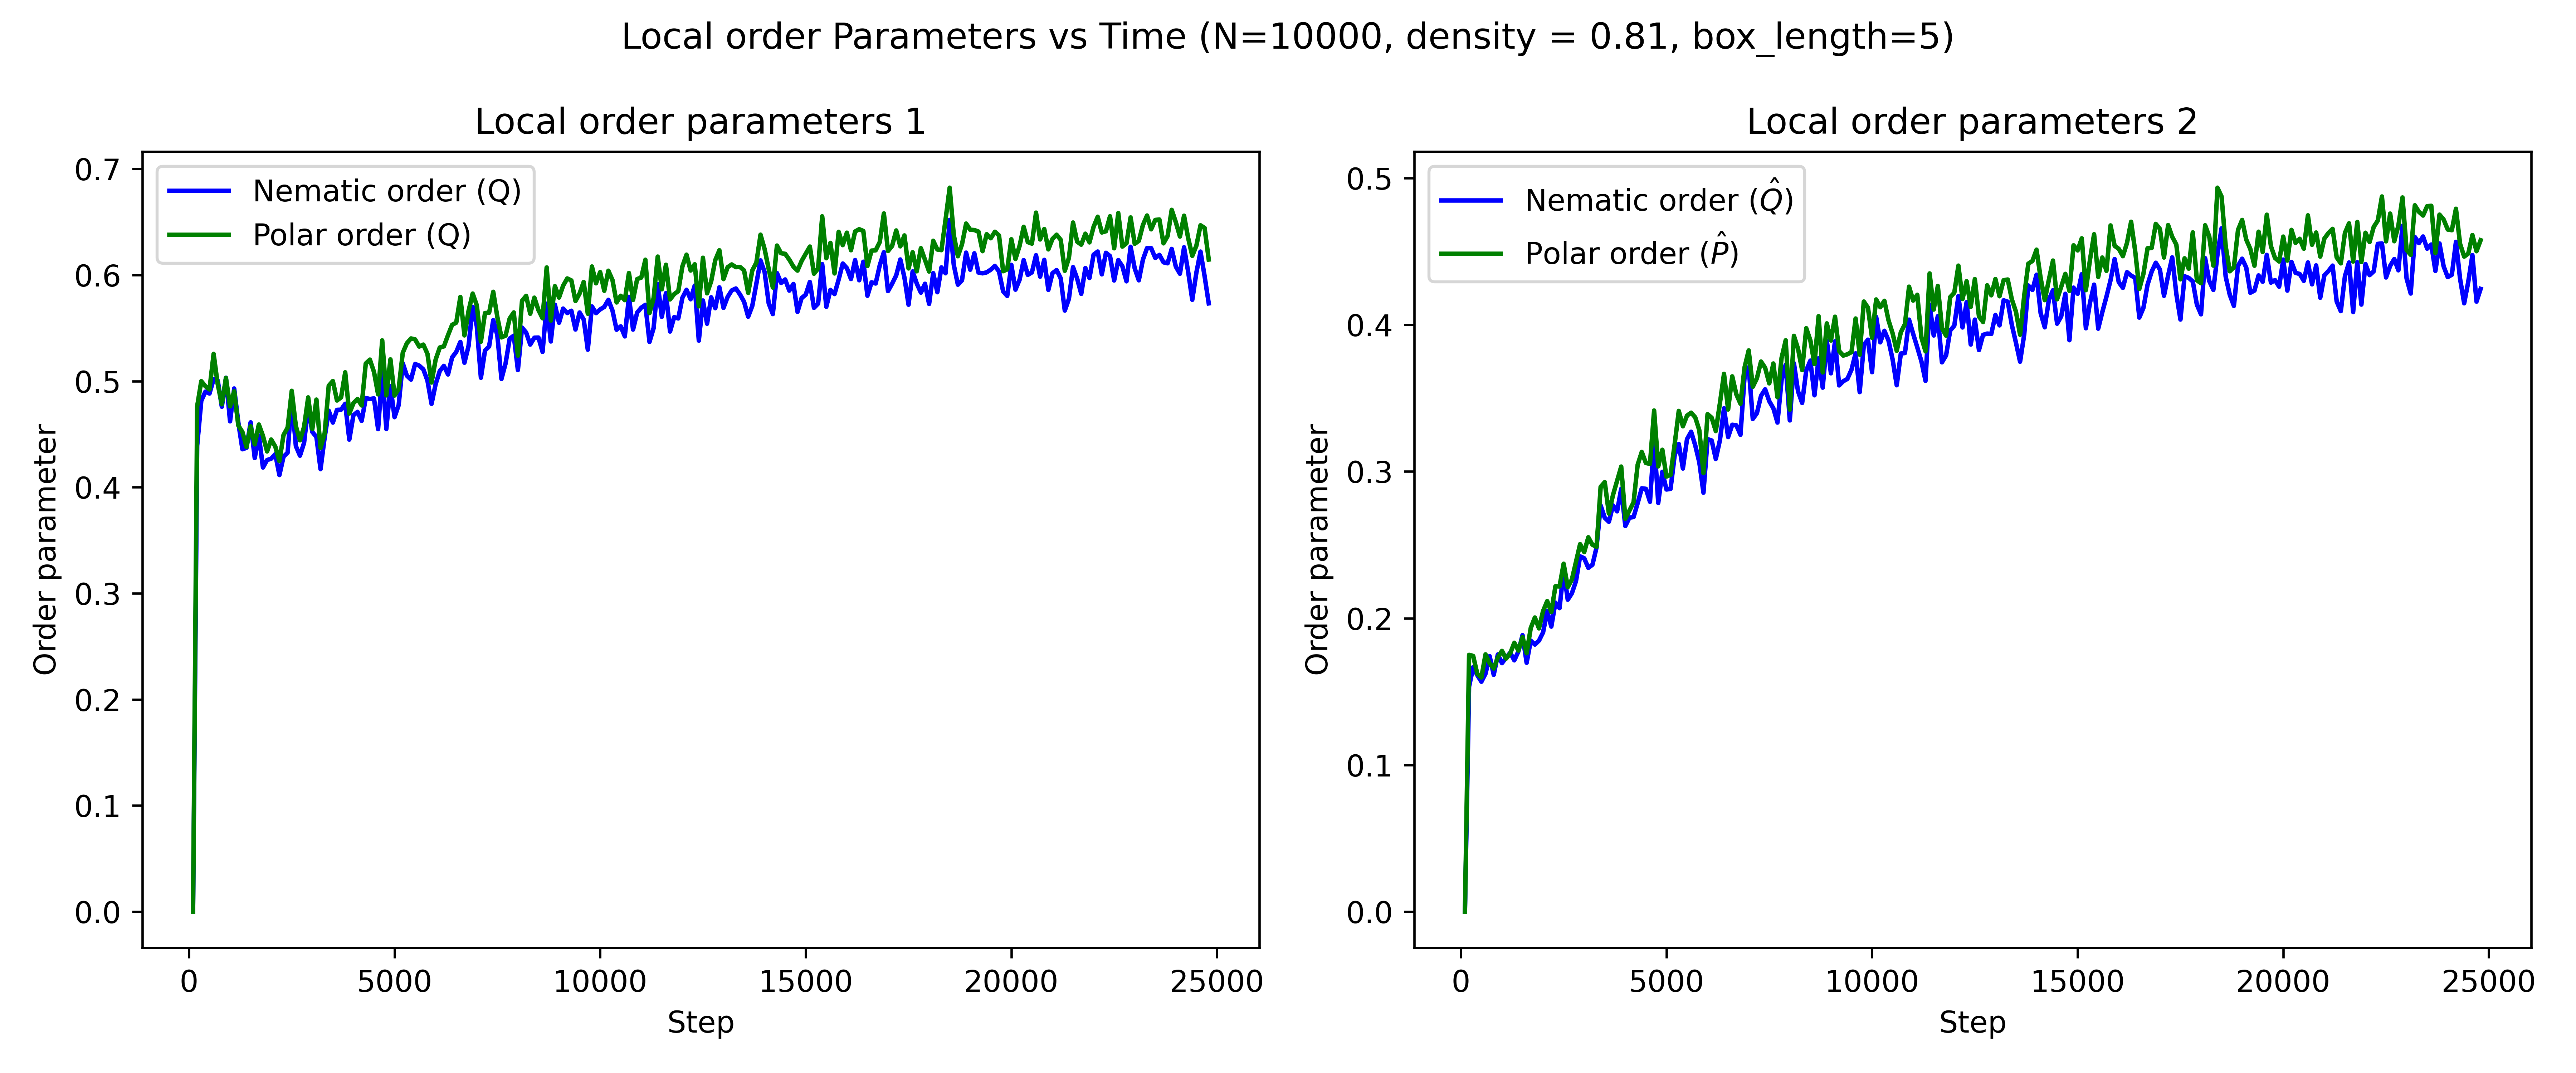 Local order Parameters vs Time (N=10000, density = 0.81, box_length=5)
Local order parameters 1
Nematic order (Q)
Polar order (Q)
0.7
0.6
0.5
0.4
0.3
0.2
0.1
0.0
Order parameter
0
5000
10000
15000
20000
25000
Step
Local order parameters 2
Nematic order (Q̂)
Polar order (P̂)
0.5
0.4
0.3
0.2
0.1
0.0
Order parameter
0
5000
10000
15000
20000
25000
Step